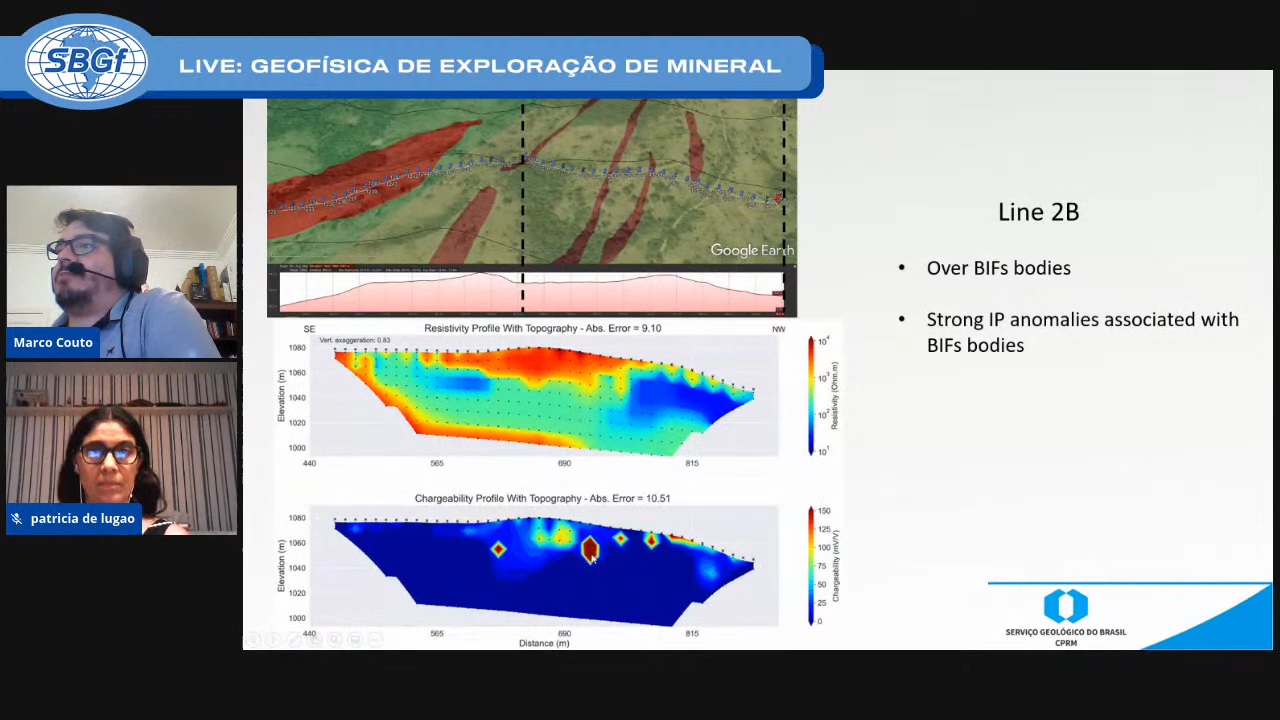 SBGf
LIVE: GEOFÍSICA DE EXPLORAÇÃO DE MINERAL
Google Earth
Line 2B
• Over BIFs bodies
• Strong IP anomalies associated with
BIFs bodies
Marco Couto
patricia de lugao
SE
Resistivity Profile With Topography - Abs. Error = 9.10
NW
Vert. exaggeration: 0.83
Elevation (m)
1080
1060
1040
1020
1000
440
565
690
815
10⁴
10³
10²
10¹
Resistivity (Ohm.m)
Chargeability Profile With Topography - Abs. Error = 10.51
Elevation (m)
1080
1060
1040
1020
1000
440
565
690
815
Distance (m)
150
125
100
75
50
25
0
Chargeability (mV/V)
SERVIÇO GEOLÓGICO DO BRASIL
CPRM